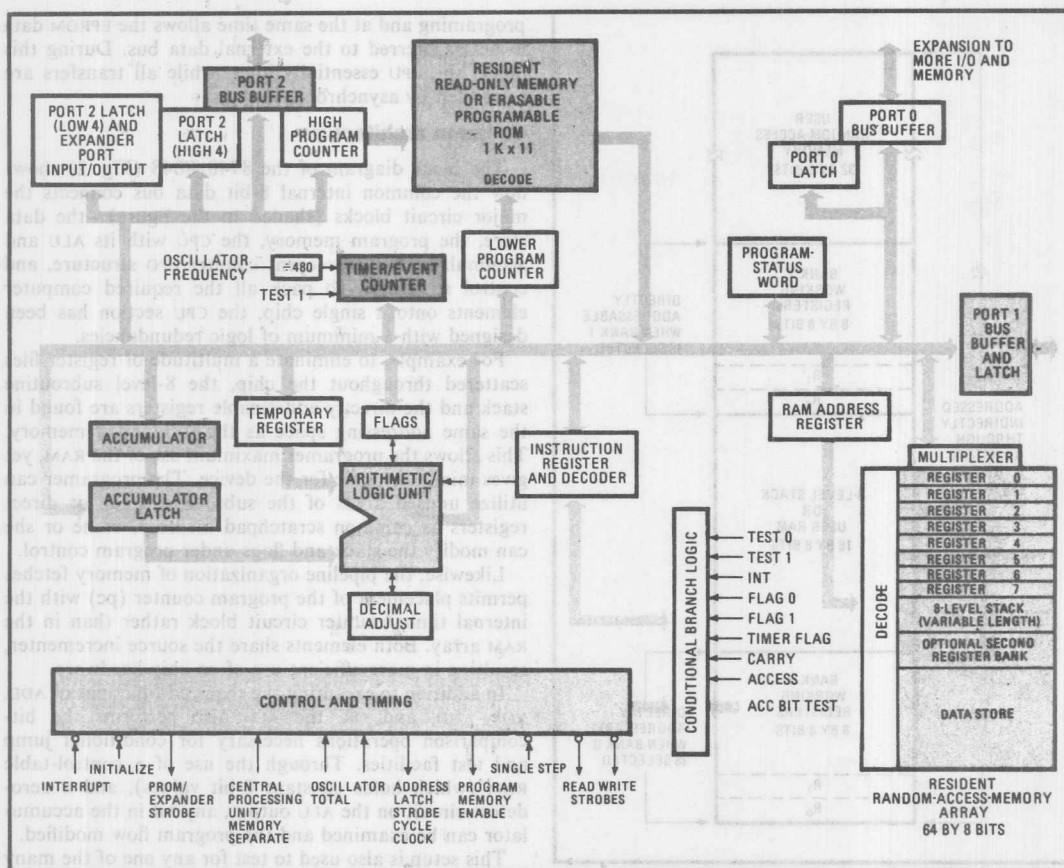 EXPANSION TO
MORE I/O AND
MEMORY
PORT 2
BUS BUFFER
PORT 2 LATCH
(LOW 4) AND
EXPANDER
PORT
INPUT/OUTPUT
PORT 2
LATCH
(HIGH 4)
HIGH
PROGRAM
COUNTER
RESIDENT
READ-ONLY MEMORY
OR ERASABLE
PROGRAMABLE
ROM
1 K x 11
DECODE
PORT 0
BUS BUFFER
PORT 0
LATCH
OSCILLATOR
FREQUENCY
÷480
TEST 1
TIMER/EVENT
COUNTER
LOWER
PROGRAM
COUNTER
PROGRAM-
STATUS
WORD
PORT 1
BUS
BUFFER
AND
LATCH
ACCUMULATOR
ACCUMULATOR
LATCH
TEMPORARY
REGISTER
FLAGS
ARITHMETIC/
LOGIC UNIT
INSTRUCTION
REGISTER
AND DECODER
DECIMAL
ADJUST
RAM ADDRESS
REGISTER
MULTIPLEXER
DECODE
REGISTER 0
REGISTER 1
REGISTER 2
REGISTER 3
REGISTER 4
REGISTER 5
REGISTER 6
REGISTER 7
8-LEVEL STACK
(VARIABLE LENGTH)
OPTIONAL SECOND
REGISTER BANK
DATA STORE
RESIDENT
RANDOM-ACCESS-MEMORY
ARRAY
64 BY 8 BITS
CONDITIONAL BRANCH LOGIC
TEST 0
TEST 1
INT
FLAG 0
FLAG 1
TIMER FLAG
CARRY
ACCESS
ACC BIT TEST
CONTROL AND TIMING
INTERRUPT
INITIALIZE
PROM/
EXPANDER
STROBE
CENTRAL
PROCESSING
UNIT/
MEMORY
SEPARATE
OSCILLATOR
TOTAL
ADDRESS
LATCH
STROBE
CYCLE
CLOCK
PROGRAM
MEMORY
ENABLE
SINGLE STEP
READ WRITE
STROBES